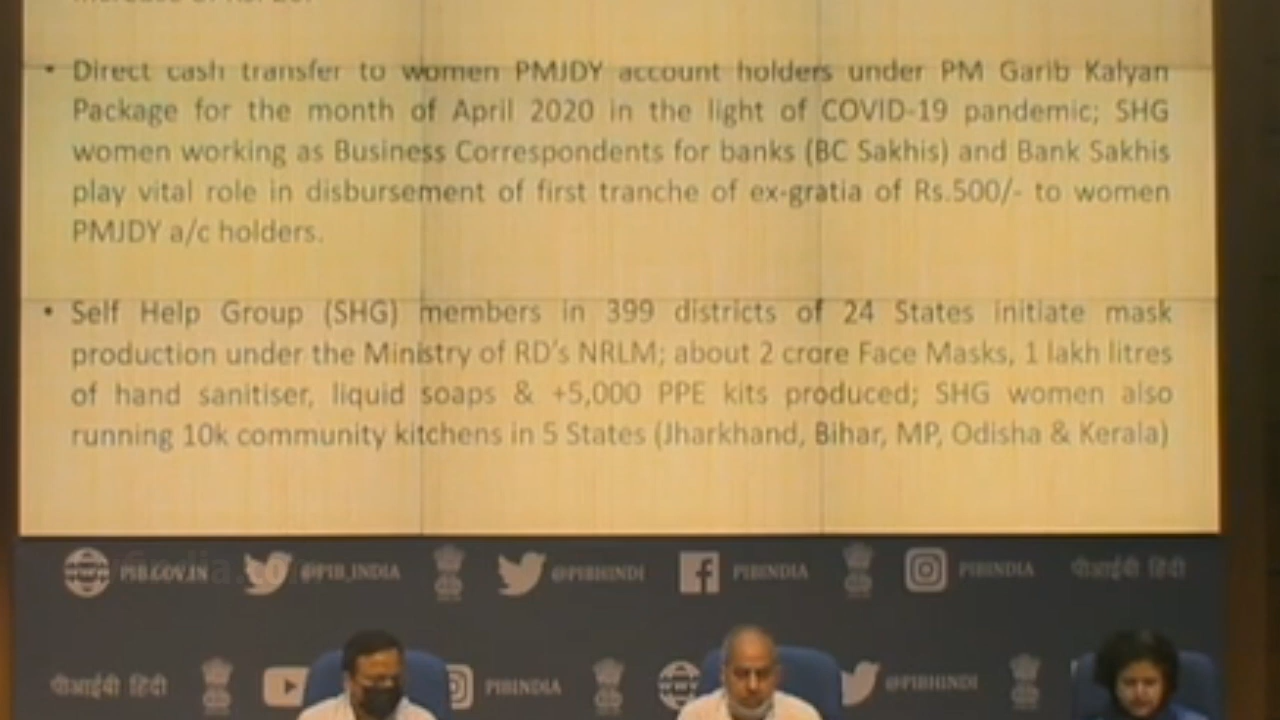 increase of Rs. 20.
• Direct cash transfer to women PMJDY account holders under PM Garib Kalyan
Package for the month of April 2020 in the light of COVID-19 pandemic; SHG
women working as Business Correspondents for banks (BC Sakhis) and Bank Sakhis
play vital role in disbursement of first tranche of ex-gratia of Rs.500/- to women
PMJDY a/c holders.
• Self Help Group (SHG) members in 399 districts of 24 States initiate mask
production under the Ministry of RD's NRLM; about 2 crore Face Masks, 1 lakh litres
of hand sanitiser, liquid soaps & +5,000 PPE kits produced; SHG women also
running 10k community kitchens in 5 States (Jharkhand, Bihar, MP, Odisha & Kerala)
PIB.GOV.IN @PIB_INDIA @PIBHINDI PIBINDIA PIBINDIA पीआईबी हिंदी
पीआईबी हिंदी PIBINDIA @PIBHINDI